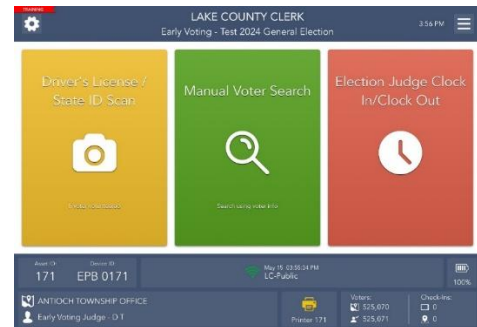 TRAINING
LAKE COUNTY CLERK
Early Voting - Test 2024 General Election
3:56 PM
Driver's License /
State ID Scan
Manual Voter Search
Search using voter info
Election Judge Clock
In/Clock Out
Asset ID:
171
Device ID:
EPB 0171
May 15 03:56:04 PM
LC-Public
100%
ANTIOCH TOWNSHIP OFFICE
Early Voting Judge - D T
Printer 171
Voters:
525,670
525,671
Check-Ins:
0
0